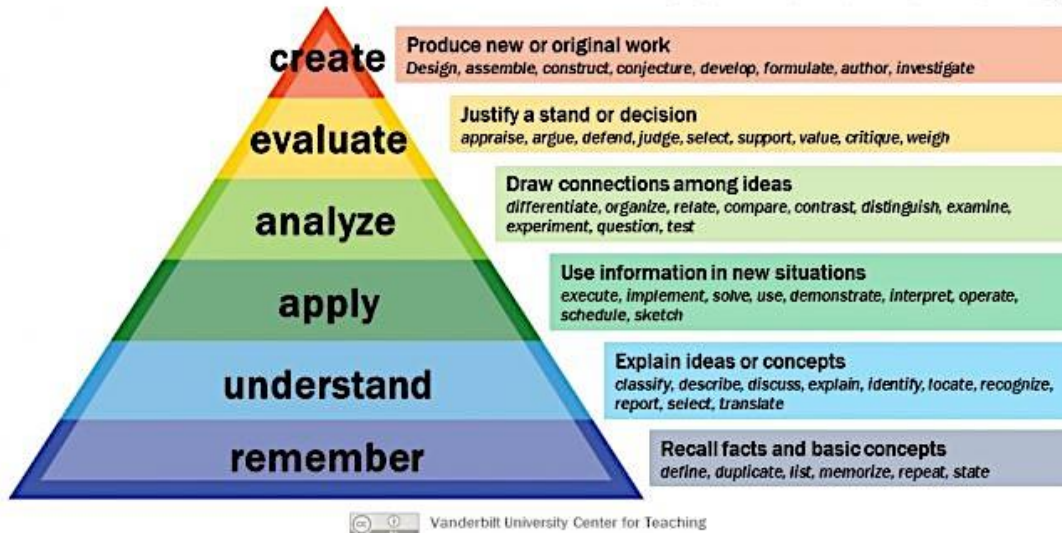 create
Produce new or original work
Design, assemble, construct, conjecture, develop, formulate, author, investigate
evaluate
Justify a stand or decision
appraise, argue, defend, judge, select, support, value, critique, weigh
analyze
Draw connections among ideas
differentiate, organize, relate, compare, contrast, distinguish, examine,
experiment, question, test
apply
Use information in new situations
execute, implement, solve, use, demonstrate, interpret, operate,
schedule, sketch
understand
Explain ideas or concepts
classify, describe, discuss, explain, identify, locate, recognize,
report, select, translate
remember
Recall facts and basic concepts
define, duplicate, list, memorize, repeat, state
cc
Vanderbilt University Center for Teaching